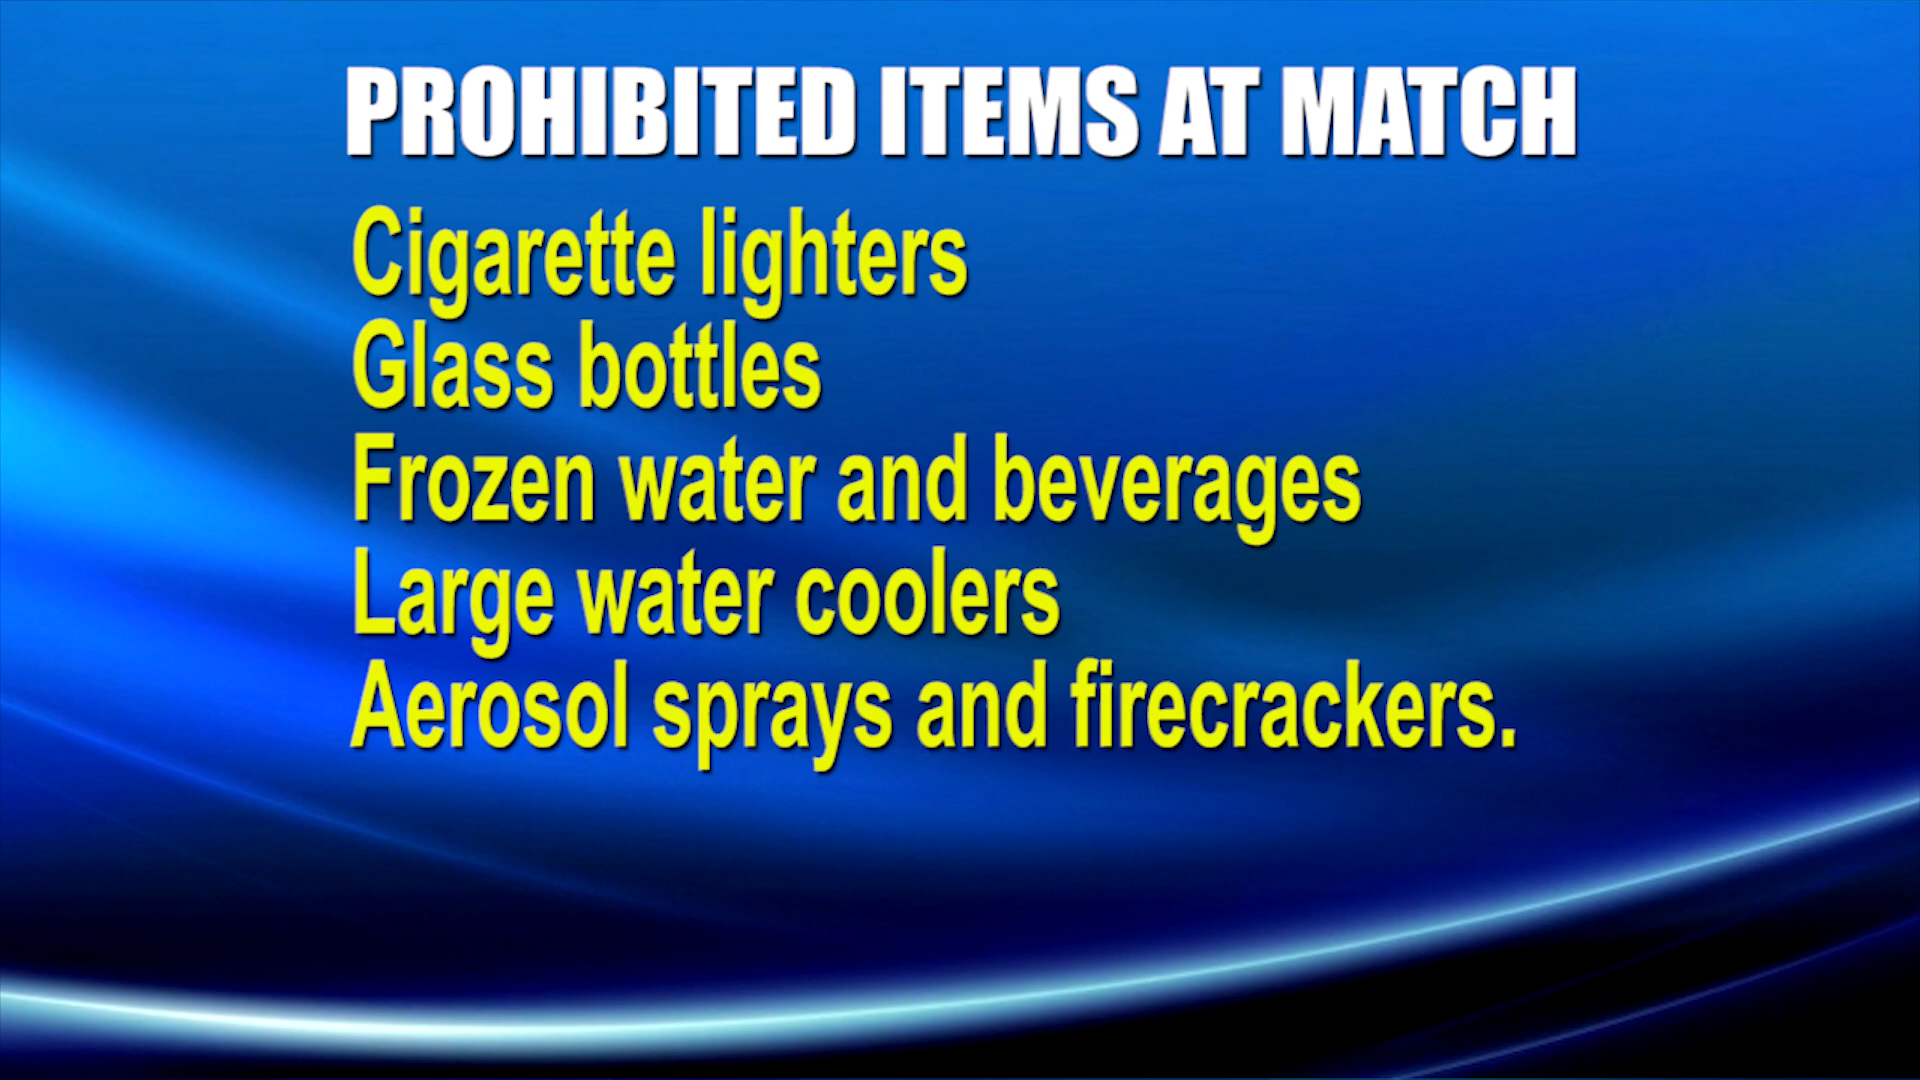 PROHIBITED ITEMS AT MATCH
Cigarette lighters
Glass bottles
Frozen water and beverages
Large water coolers
Aerosol sprays and firecrackers.